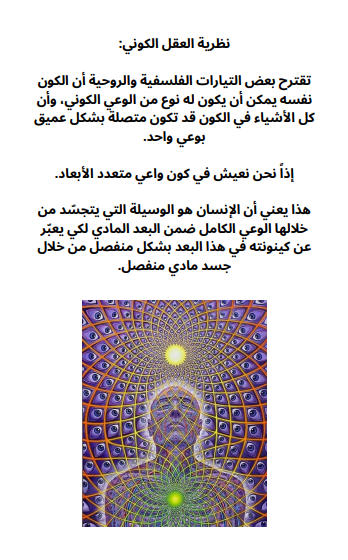 نظرية العقل الكوني:
تقترح بعض التيارات الفلسفية والروحية أن الكون
نفسه يمكن أن يكون له نوع من الوعي الكوني، وأن
كل الأشياء في الكون قد تكون متصلة بشكل عميق
بوعي واحد.
إذاً نحن نعيش في كون واعي متعدد الأبعاد.
هذا يعني أن الإنسان هو الوسيلة التي يتجسّد من
خلالها الوعي الكامل ضمن البعد المادي لكي يعبّر
عن كينونته في هذا البعد بشكل منفصل من خلال
جسد مادي منفصل.